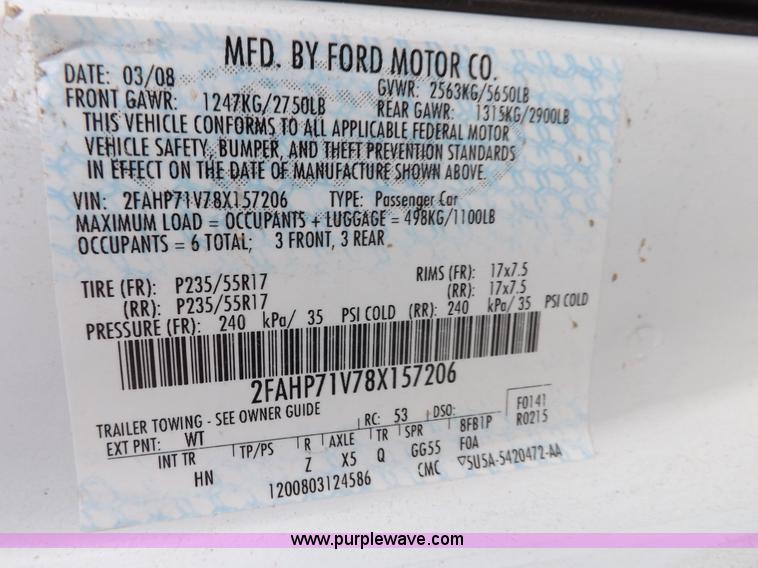 MFD. BY FORD MOTOR CO.
DATE: 03/08 GVWR: 2563KG/5650LB
FRONT GAWR: 1247KG/2750LB REAR GAWR: 1315KG/2900LB
THIS VEHICLE CONFORMS TO ALL APPLICABLE FEDERAL MOTOR
VEHICLE SAFETY, BUMPER, AND THEFT PREVENTION STANDARDS
IN EFFECT ON THE DATE OF MANUFACTURE SHOWN ABOVE.
VIN: 2FAHP71V78X157206 TYPE: Passenger Car
MAXIMUM LOAD = OCCUPANTS + LUGGAGE = 498KG/1100LB
OCCUPANTS = 6 TOTAL; 3 FRONT, 3 REAR
TIRE (FR): P235/55R17 RIMS (FR): 17x7.5
(RR): P235/55R17 (RR): 17x7.5
PRESSURE (FR): 240 kPa/ 35 PSI COLD (RR): 240 kPa/ 35 PSI COLD
2FAHP71V78X157206
TRAILER TOWING - SEE OWNER GUIDE RC: 53 DSO: F0141
EXT PNT: WT R0215
INT TR TP/PS R AXLE TR SPR 8FB1P
HN Z X5 Q GG55 F0A
1200803124586 CMC ▽5U5A-5420472-AA
www.purplewave.com